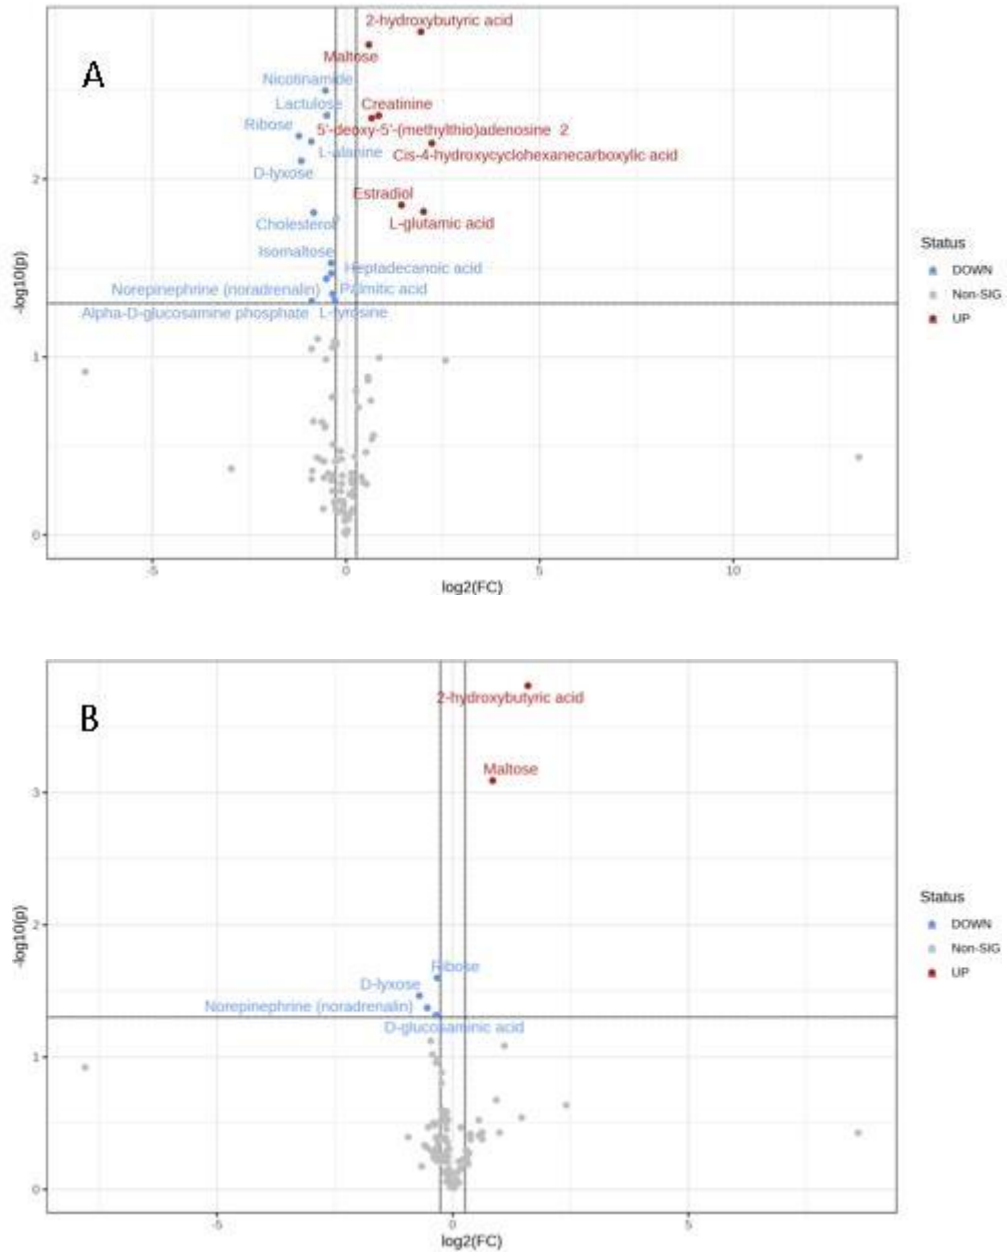 A
2-hydroxybutyric acid
Maltose
Nicotinamide
Lactulose
Creatinine
Ribose
5'-deoxy-5'-(methylthio)adenosine 2
L-alanine
Cis-4-hydroxycyclohexanecarboxylic acid
D-lyxose
Estradiol
Cholesterol
L-glutamic acid
Isomaltose
Heptadecanoic acid
Norepinephrine (noradrenalin)
Palmitic acid
Alpha-D-glucosamine phosphate
L-tyrosine
2
1
0
-log10(p)
-5
0
5
10
log2(FC)
Status
DOWN
Non-SIG
UP
B
2-hydroxybutyric acid
Maltose
Ribose
D-lyxose
Norepinephrine (noradrenalin)
D-glucosaminic acid
3
2
1
0
-log10(p)
-5
0
5
log2(FC)
Status
DOWN
Non-SIG
UP